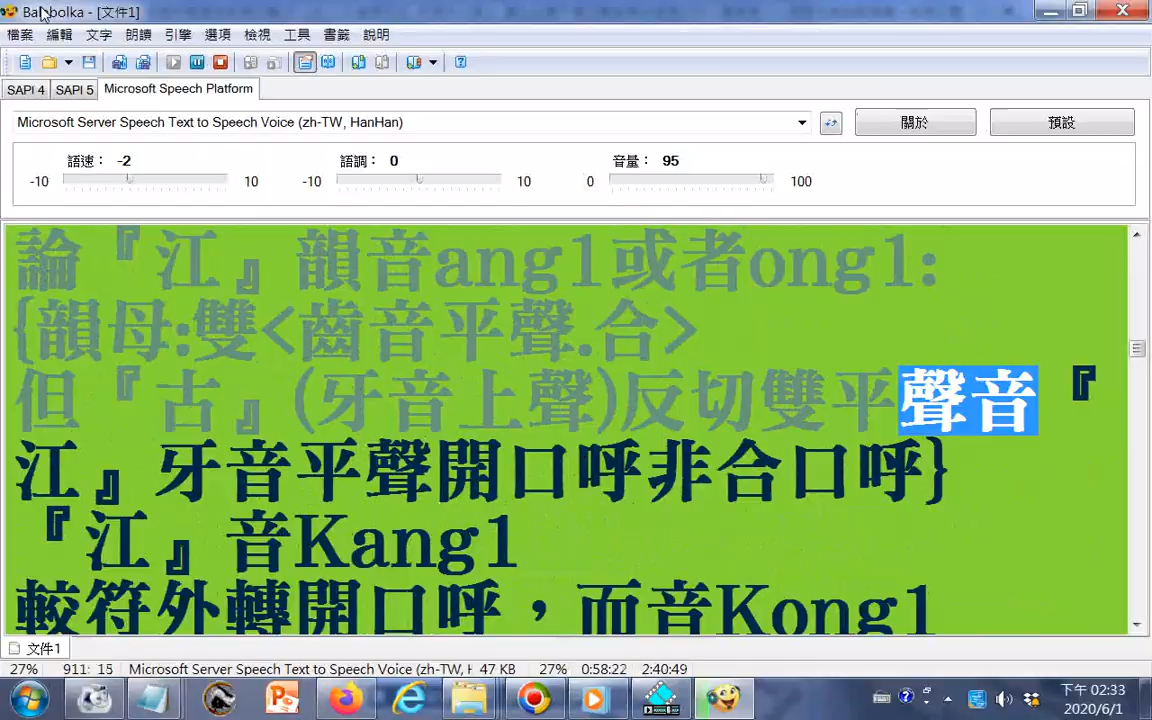 Balabolka - [文件1]
檔案 編輯 文字 朗讀 引擎 選項 檢視 工具 書籤 說明
SAPI 4 SAPI 5 Microsoft Speech Platform
Microsoft Server Speech Text to Speech Voice (zh-TW, HanHan) 關於 預設
語速： -2 語調： 0 音量： 95
-10 10 -10 10 0 100
論『江』韻音ang1或者ong1:
{韻母:雙<齒音平聲.合>
但『古』(牙音上聲)反切雙平聲音『
江』牙音平聲開口呼非合口呼}
『江』音Kang1
較符外轉開口呼，而音Kong1
文件1
27% 911: 15 Microsoft Server Speech Text to Speech Voice (zh-TW, H 47 KB 27% 0:58:22 2:40:49
下午 02:33
2020/6/1